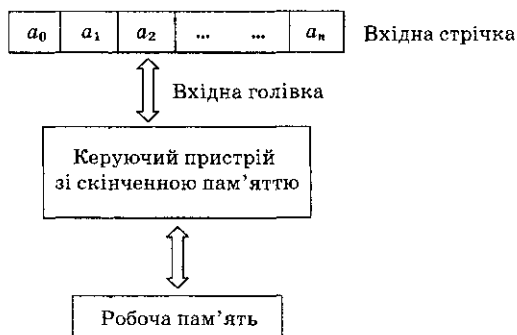 a₀ a₁ a₂ ... ... aₙ Вхідна стрічка
Вхідна голівка
Керуючий пристрій
зі скінченною пам'яттю
Робоча пам'ять